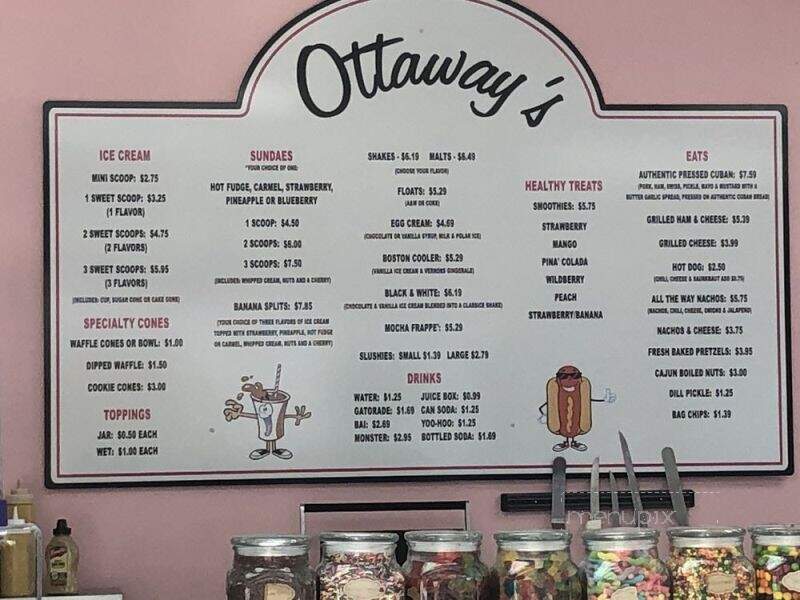 Ottaway's
ICE CREAM
MINI SCOOP: $2.75
1 SWEET SCOOP: $3.25
(1 FLAVOR)
2 SWEET SCOOPS: $4.75
(2 FLAVORS)
3 SWEET SCOOPS: $5.95
(3 FLAVORS)
(INCLUDES: CUP, SUGAR CONE OR CAKE CONE)
SPECIALTY CONES
WAFFLE CONES OR BOWL: $1.00
DIPPED WAFFLE: $1.50
COOKIE CONES: $3.00
TOPPINGS
JAR: $0.50 EACH
WET: $1.00 EACH
SUNDAES
*YOUR CHOICE OF ONE:
HOT FUDGE, CARMEL, STRAWBERRY,
PINEAPPLE OR BLUEBERRY
1 SCOOP: $4.50
2 SCOOPS: $6.00
3 SCOOPS: $7.50
(INCLUDES: WHIPPED CREAM, NUTS AND A CHERRY)
BANANA SPLITS: $7.85
(YOUR CHOICE OF THREE FLAVORS OF ICE CREAM
TOPPED WITH STRAWBERRY, PINEAPPLE, HOT FUDGE
OR CARMEL, WHIPPED CREAM, NUTS AND A CHERRY)
SHAKES - $6.19 MALTS - $6.49
(CHOOSE YOUR FLAVOR)
FLOATS: $5.29
(A&W OR COKE)
EGG CREAM: $4.69
(CHOCOLATE OR VANILLA SYRUP, MILK & POLAR ICE)
BOSTON COOLER: $5.29
(VANILLA ICE CREAM & VERNORS GINGERALE)
BLACK & WHITE: $6.19
(CHOCOLATE & VANILLA ICE CREAM BLENDED INTO A CLASSICK SHAKE)
MOCHA FRAPPE': $5.29
SLUSHIES: SMALL $1.39 LARGE $2.79
DRINKS
WATER: $1.25 JUICE BOX: $0.99
GATORADE: $1.69 CAN SODA: $1.25
BAI: $2.69 YOO-HOO: $1.25
MONSTER: $2.95 BOTTLED SODA: $1.69
HEALTHY TREATS
SMOOTHIES: $5.75
STRAWBERRY
MANGO
PINA' COLADA
WILDBERRY
PEACH
STRAWBERRY/BANANA
EATS
AUTHENTIC PRESSED CUBAN: $7.59
(PORK, HAM, SWISS, PICKLE, MAYO & MUSTARD WITH A
BUTTER GARLIC SPREAD, PRESSED ON AUTHENTIC CUBAN BREAD)
GRILLED HAM & CHEESE: $5.39
GRILLED CHEESE: $3.99
HOT DOG: $2.50
(CHILI, CHEESE & SAURKRAUT ADD $0.75)
ALL THE WAY NACHOS: $5.75
(NACHOS, CHILI, CHEESE, ONIONS & JALAPENO)
NACHOS & CHEESE: $3.75
FRESH BAKED PRETZELS: $3.95
CAJUN BOILED NUTS: $3.00
DILL PICKLE: $1.25
BAG CHIPS: $1.39
menupix